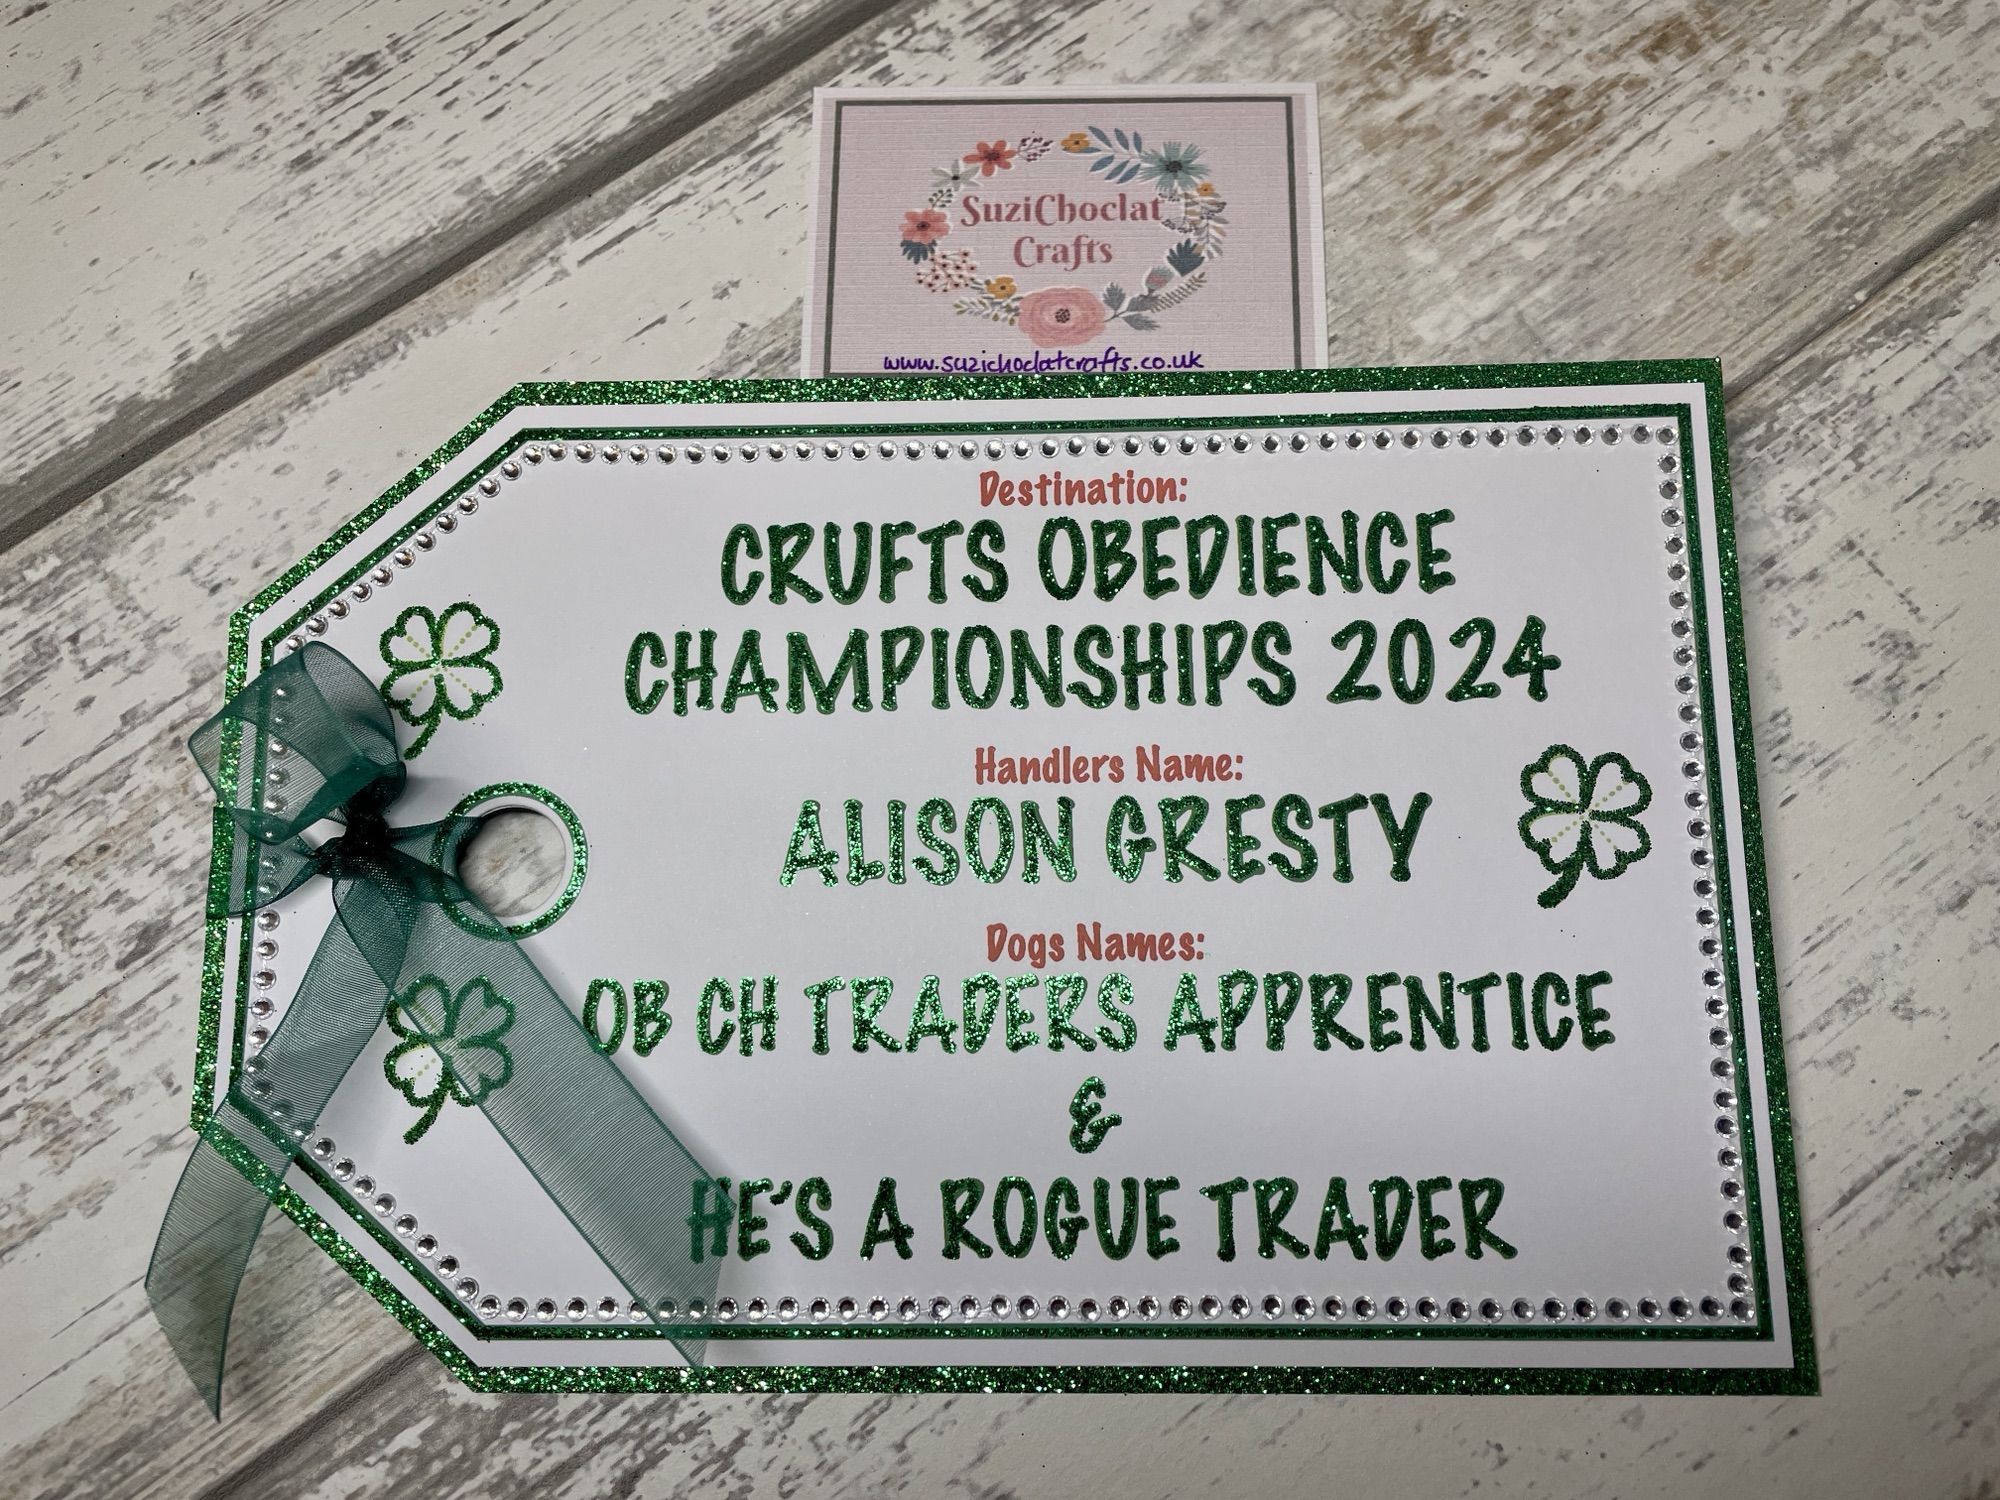 SuziChoclat
Crafts
www.suzichoclatcrafts.co.uk
Destination:
CRUFTS OBEDIENCE
CHAMPIONSHIPS 2024
Handlers Name:
ALISON GRESTY
Dogs Names:
OB CH TRADERS APPRENTICE
&
HE'S A ROGUE TRADER